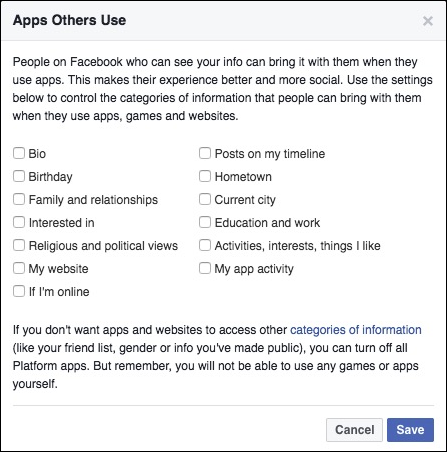 Apps Others Use
People on Facebook who can see your info can bring it with them when they
use apps. This makes their experience better and more social. Use the settings
below to control the categories of information that people can bring with them
when they use apps, games and websites.
Bio
Posts on my timeline
Birthday
Hometown
Family and relationships
Current city
Interested in
Education and work
Religious and political views
Activities, interests, things I like
My website
My app activity
If I'm online
If you don't want apps and websites to access other categories of information
(like your friend list, gender or info you've made public), you can turn off all
Platform apps. But remember, you will not be able to use any games or apps
yourself.
Cancel
Save